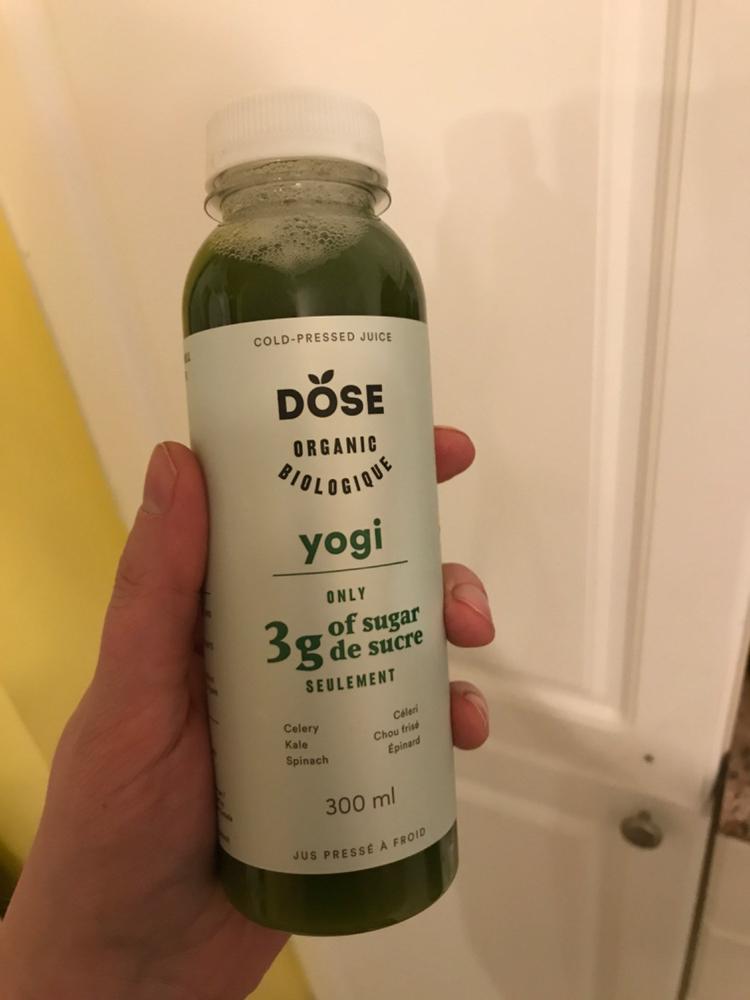 COLD-PRESSED JUICE
DOSE
ORGANIC
BIOLOGIQUE
yogi
ONLY
3g of sugar
de sucre
SEULEMENT
Celery Céleri
Kale Chou frisé
Spinach Épinard
300 ml
JUS PRESSÉ À FROID